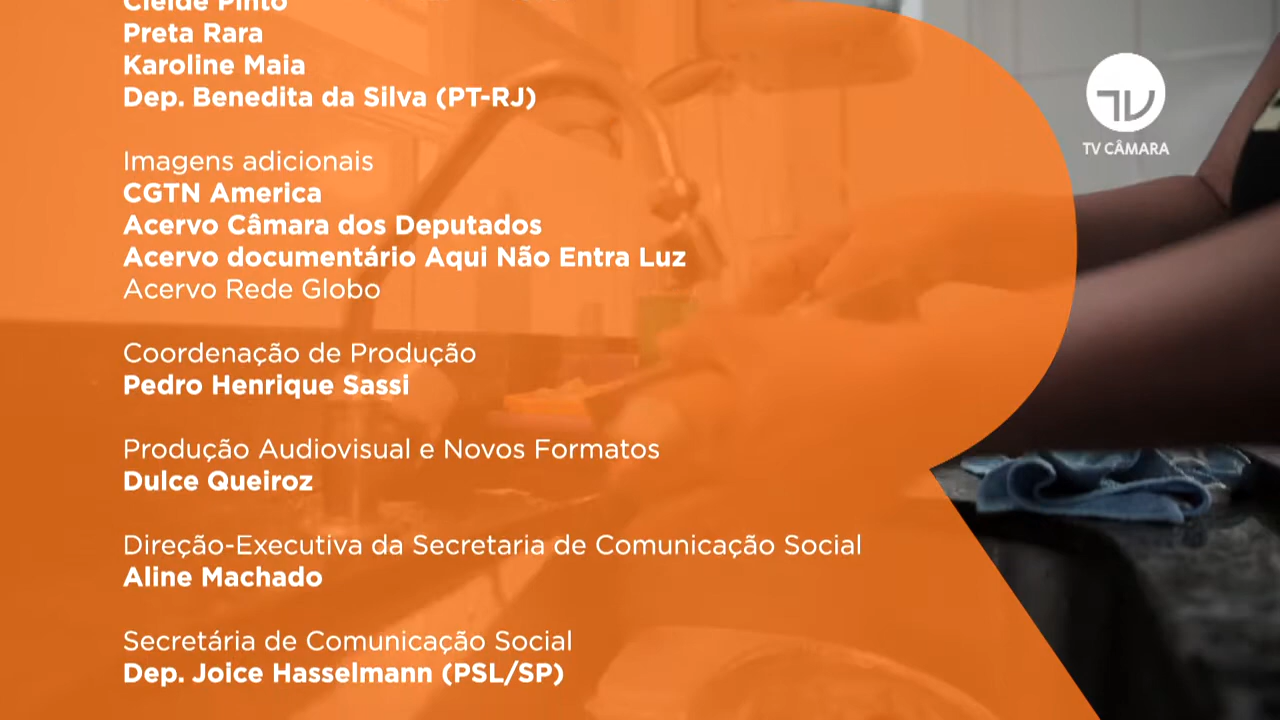 Cleide Pinto
Preta Rara
Karoline Maia
Dep. Benedita da Silva (PT-RJ)
Imagens adicionais
CGTN America
Acervo Câmara dos Deputados
Acervo documentário Aqui Não Entra Luz
Acervo Rede Globo
Coordenação de Produção
Pedro Henrique Sassi
Produção Audiovisual e Novos Formatos
Dulce Queiroz
Direção-Executiva da Secretaria de Comunicação Social
Aline Machado
Secretária de Comunicação Social
Dep. Joice Hasselmann (PSL/SP)
TV
TV CÂMARA